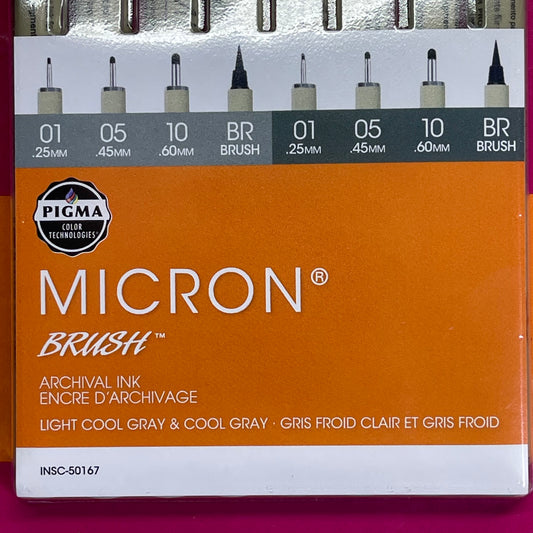 01 05 10 BR 01 05 10 BR
.25MM .45MM .60MM BRUSH .25MM .45MM .60MM BRUSH
PIGMA
COLOR
TECHNOLOGIES
MICRON®
BRUSH™
ARCHIVAL INK
ENCRE D'ARCHIVAGE
LIGHT COOL GRAY & COOL GRAY · GRIS FROID CLAIR ET GRIS FROID
INSC-50167